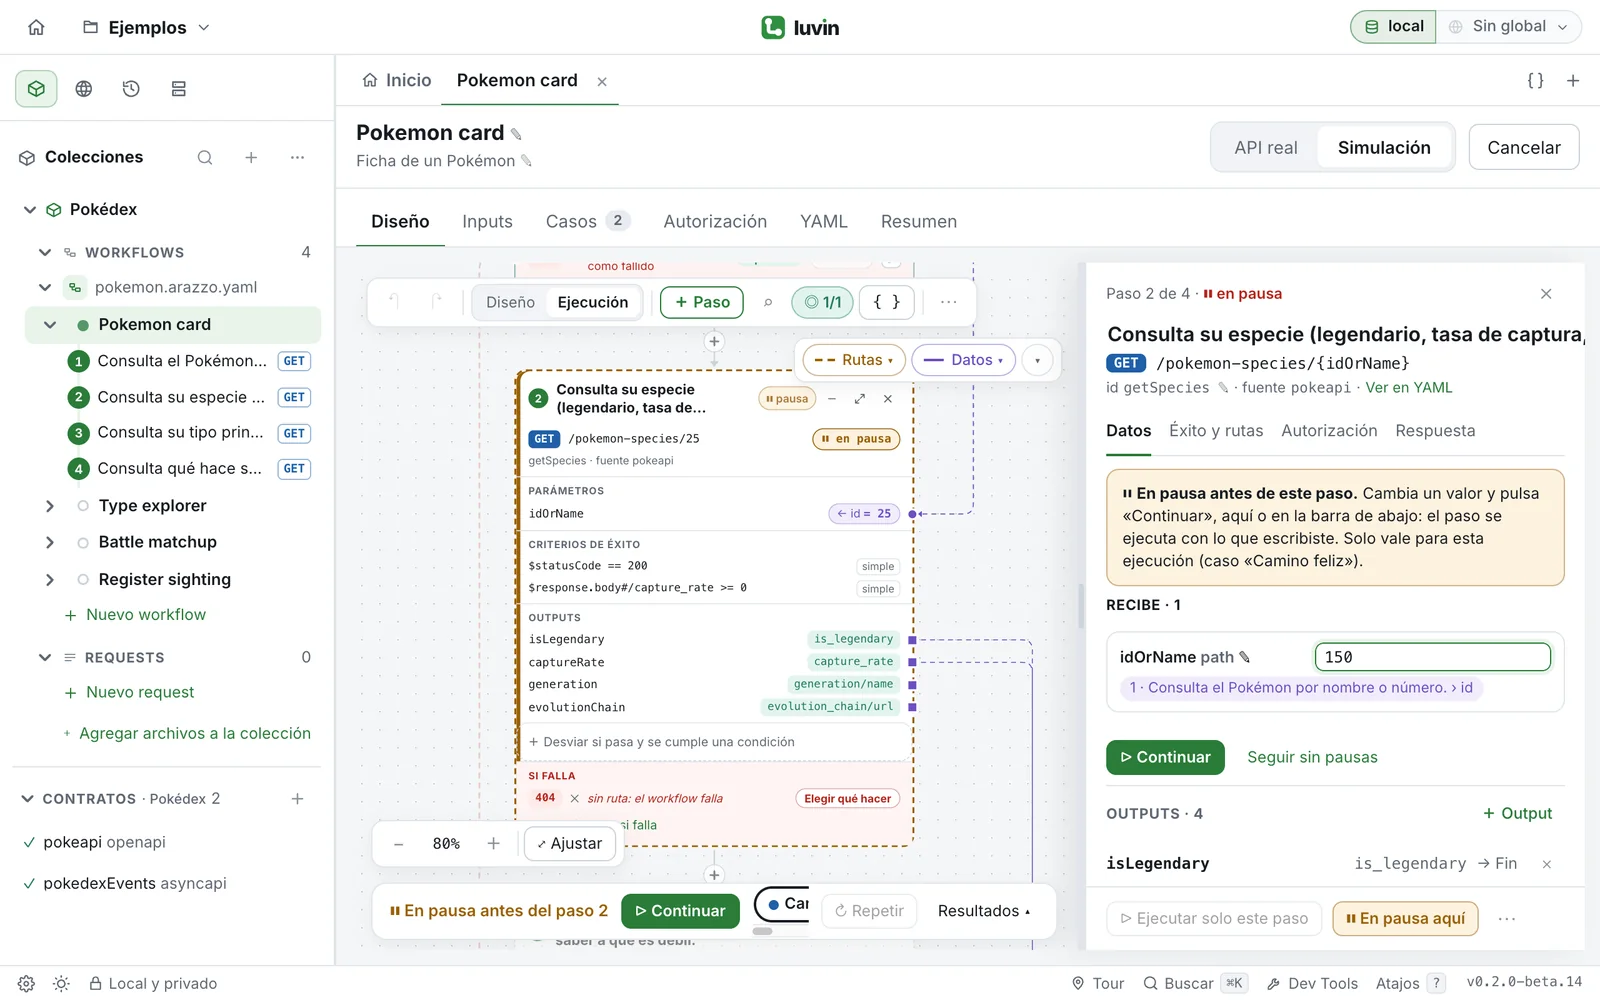 Ejemplos
luvin
local
Sin global
Inicio
Pokemon card
Pokemon card
Ficha de un Pokémon
API real
Simulación
Cancelar
Colecciones
Pokédex
WORKFLOWS 4
pokemon.arazzo.yaml
Pokemon card
1 Consulta el Pokémon... GET
2 Consulta su especie ... GET
3 Consulta su tipo prin... GET
4 Consulta qué hace s... GET
Type explorer
Battle matchup
Register sighting
+ Nuevo workflow
REQUESTS 0
+ Nuevo request
+ Agregar archivos a la colección
CONTRATOS · Pokédex 2
pokeapi openapi
pokedexEvents asyncapi
Diseño
Inputs
Casos 2
Autorización
YAML
Resumen
como fallido
Diseño
Ejecución
+ Paso
1/1
{ }
Rutas
Datos
2 Consulta su especie
(legendario, tasa de...
pausa
GET /pokemon-species/25
en pausa
getSpecies · fuente pokeapi
PARÁMETROS
idOrName
← id = 25
CRITERIOS DE ÉXITO
$statusCode == 200 simple
$response.body#/capture_rate >= 0 simple
OUTPUTS
isLegendary is_legendary
captureRate capture_rate
generation generation/name
evolutionChain evolution_chain/url
+ Desviar si pasa y se cumple una condición
SI FALLA
404 × sin ruta: el workflow falla
Elegir qué hacer
si falla
− 80% +
Ajustar
En pausa antes del paso 2
Continuar
Repetir
Resultados
saber a qué es débil.
Paso 2 de 4 · en pausa
Consulta su especie (legendario, tasa de captura,
GET /pokemon-species/{idOrName}
id getSpecies · fuente pokeapi · Ver en YAML
Datos
Éxito y rutas
Autorización
Respuesta
En pausa antes de este paso. Cambia un valor y pulsa
«Continuar», aquí o en la barra de abajo: el paso se
ejecuta con lo que escribiste. Solo vale para esta
ejecución (caso «Camino feliz»).
RECIBE · 1
idOrName path
150
1 · Consulta el Pokémon por nombre o número. › id
Continuar
Seguir sin pausas
OUTPUTS · 4
+ Output
isLegendary
is_legendary → Fin
Ejecutar solo este paso
En pausa aquí
Local y privado
Tour
Buscar ⌘K
Dev Tools
Atajos ?
v0.2.0-beta.14